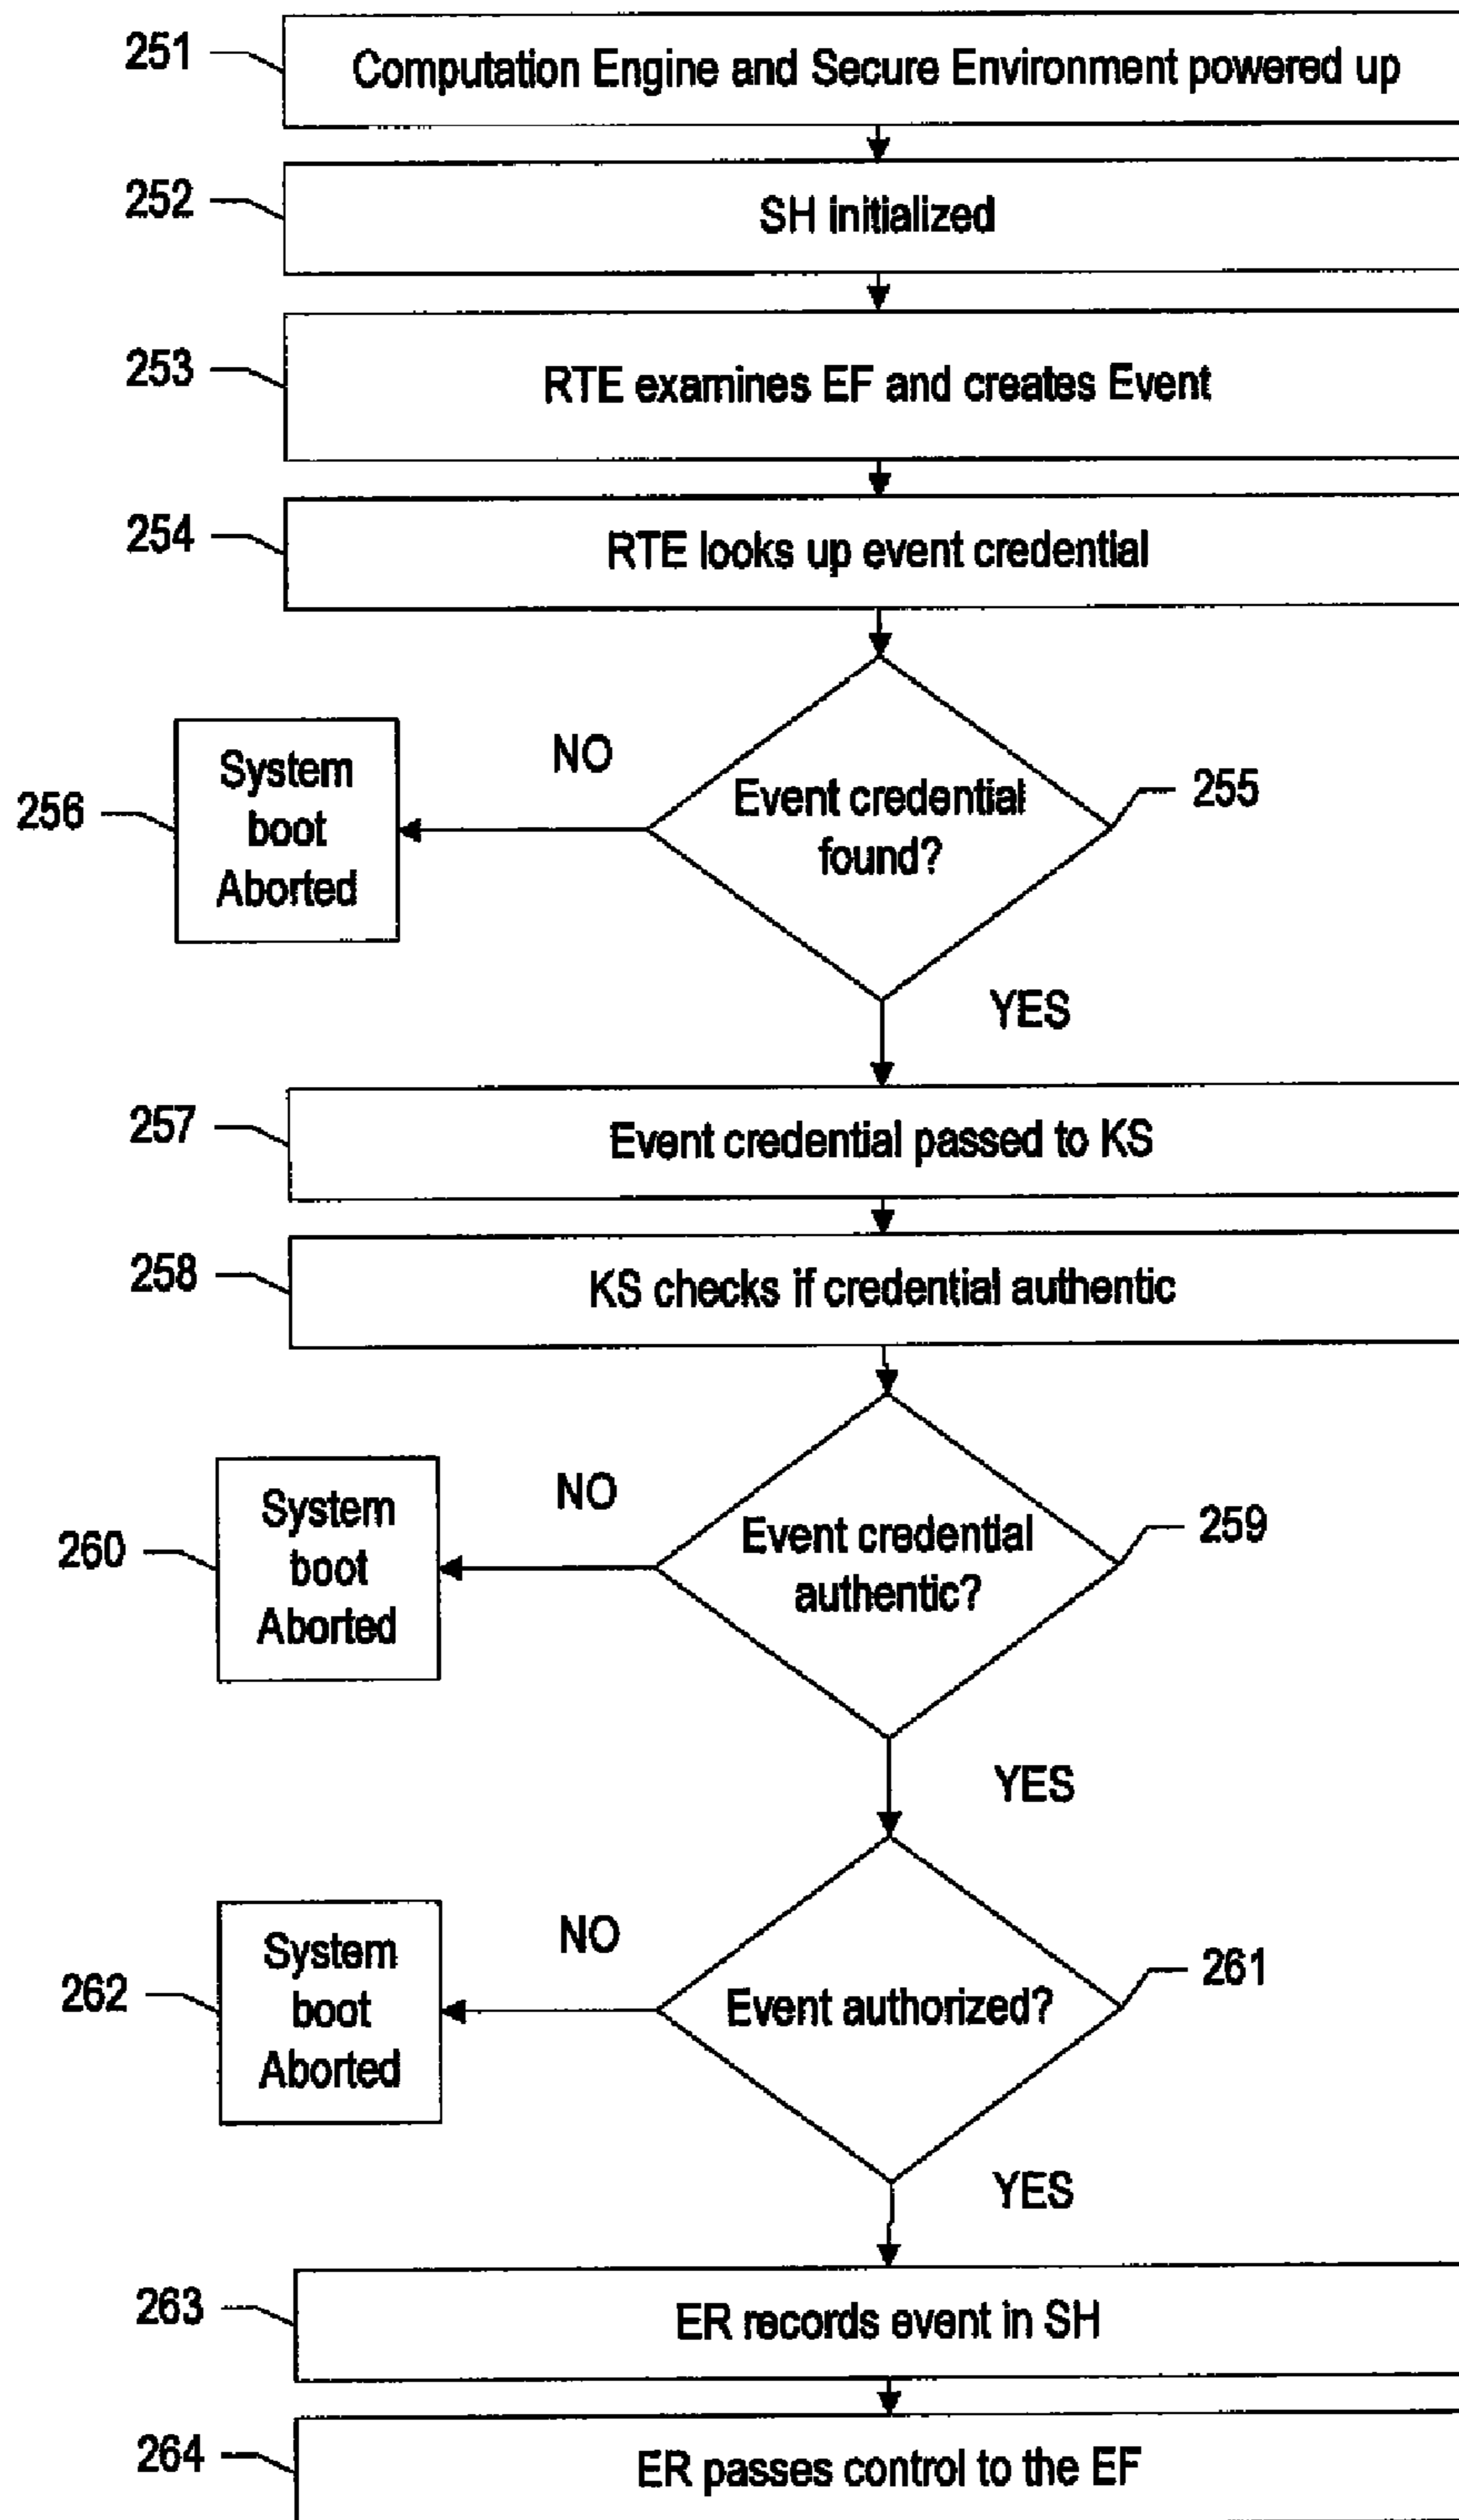 251
Computation Engine and Secure Environment powered up
252
SH initialized
253
RTE examines EF and creates Event
254
RTE looks up event credential
NO
System
boot
Aborted
256
Event credential
found?
255
YES
257
Event credential passed to KS
258
KS checks if credential authentic
NO
System
boot
Aborted
260
Event credential
authentic?
259
YES
NO
System
boot
Aborted
262
Event authorized?
261
YES
263
ER records event in SH
264
ER passes control to the EF